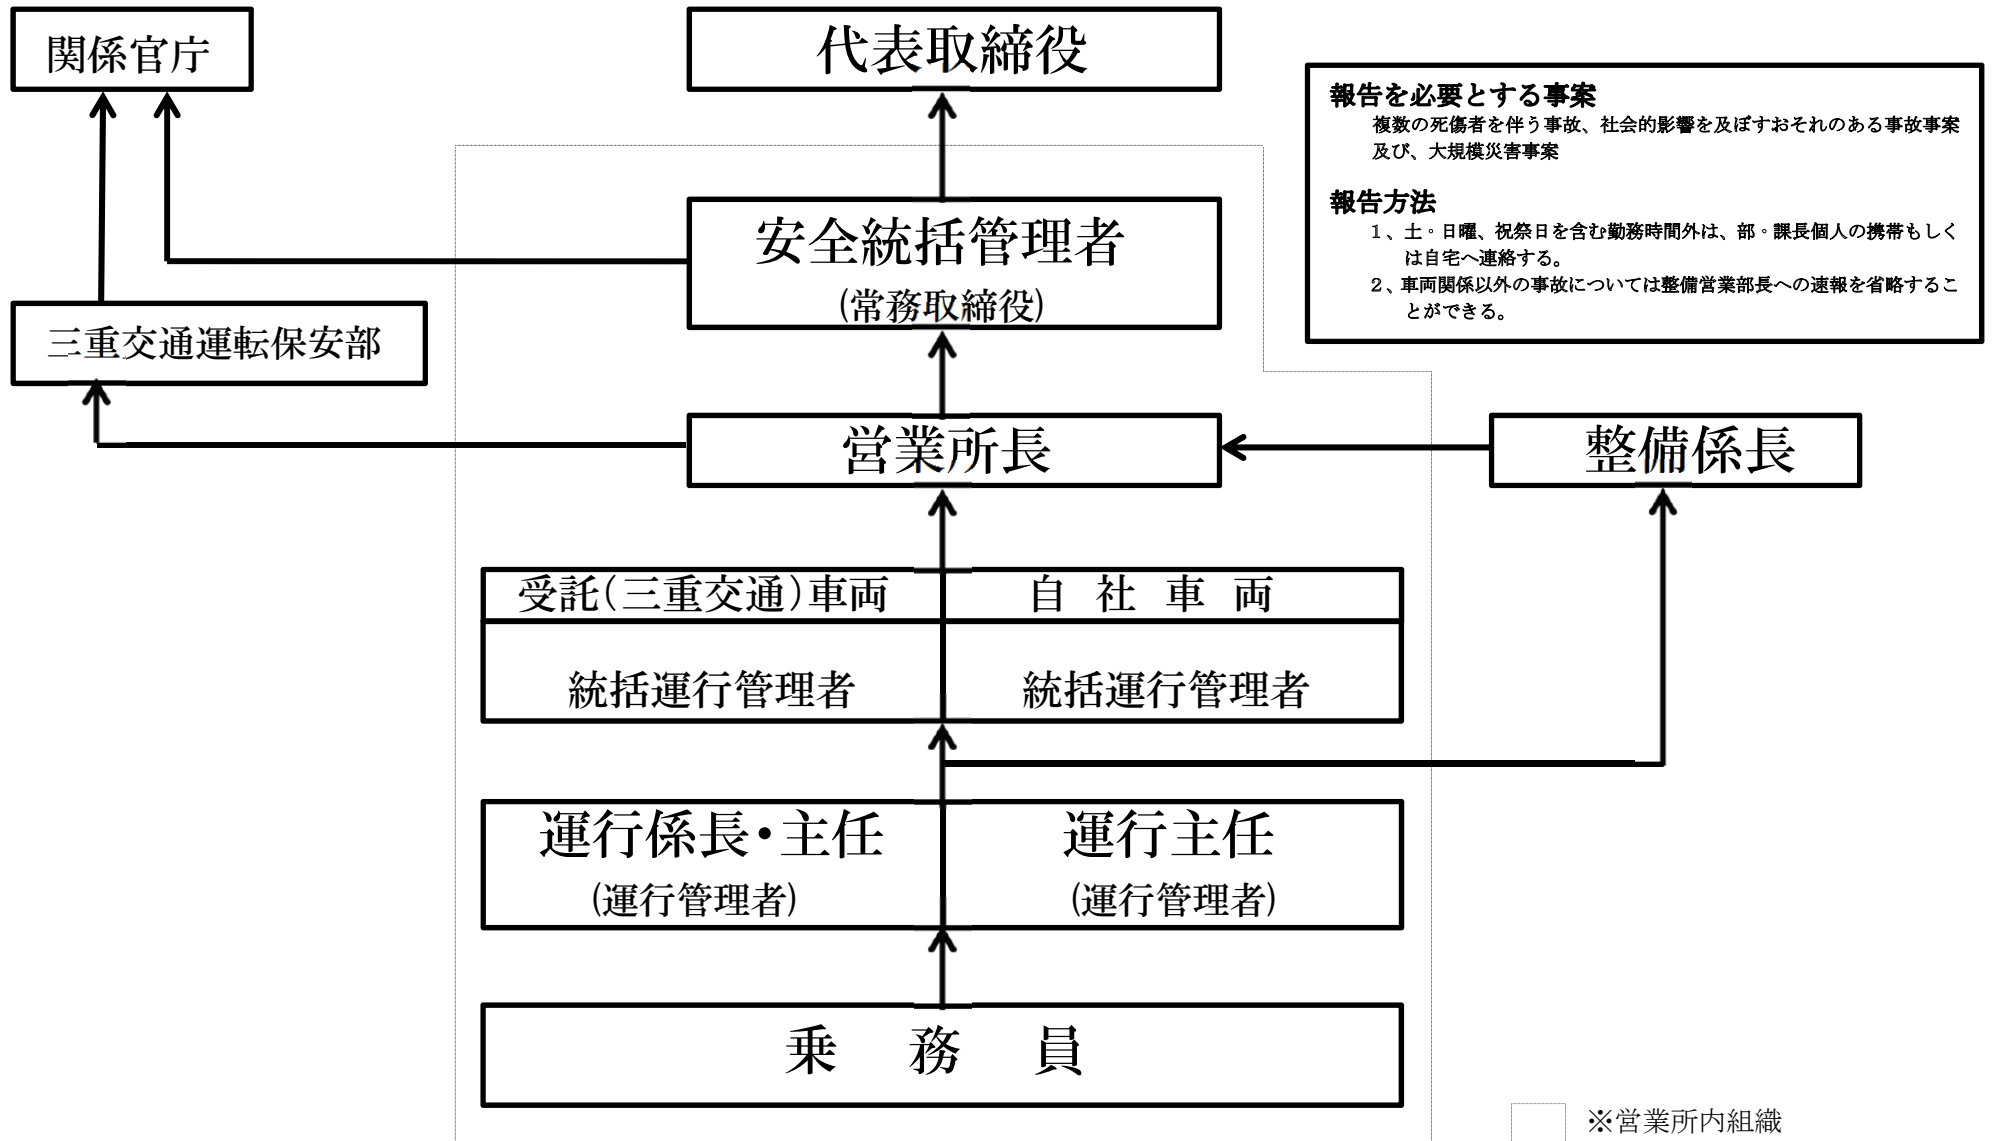 関係官庁
代表取締役
報告を必要とする事案
複数の死傷者を伴う事故、社会的影響を及ぼすおそれのある事故事案
及び、大規模災害事案
報告方法
１、土・日曜、祝祭日を含む勤務時間外は、部・課長個人の携帯もしく
は自宅へ連絡する。
２、車両関係以外の事故については整備営業部長への速報を省略するこ
とができる。
安全統括管理者
(常務取締役)
三重交通運転保安部
営業所長
整備係長
受託(三重交通)車両
自社車両
統括運行管理者
統括運行管理者
運行係長・主任
(運行管理者)
運行主任
(運行管理者)
乗務員
※営業所内組織